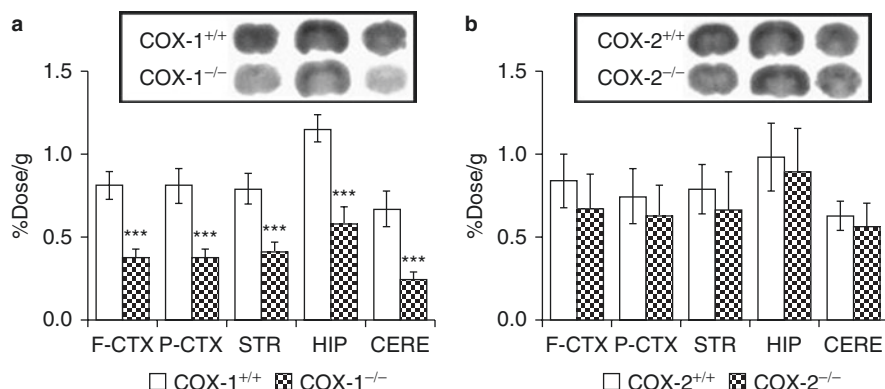 a
COX-1+/+
COX-1−/−
1.5
1.0
0.5
0.0
%Dose/g
***
***
***
***
***
F-CTX P-CTX STR HIP CERE
COX-1+/+ COX-1−/−
b
COX-2+/+
COX-2−/−
1.5
1.0
0.5
0.0
%Dose/g
F-CTX P-CTX STR HIP CERE
COX-2+/+ COX-2−/−